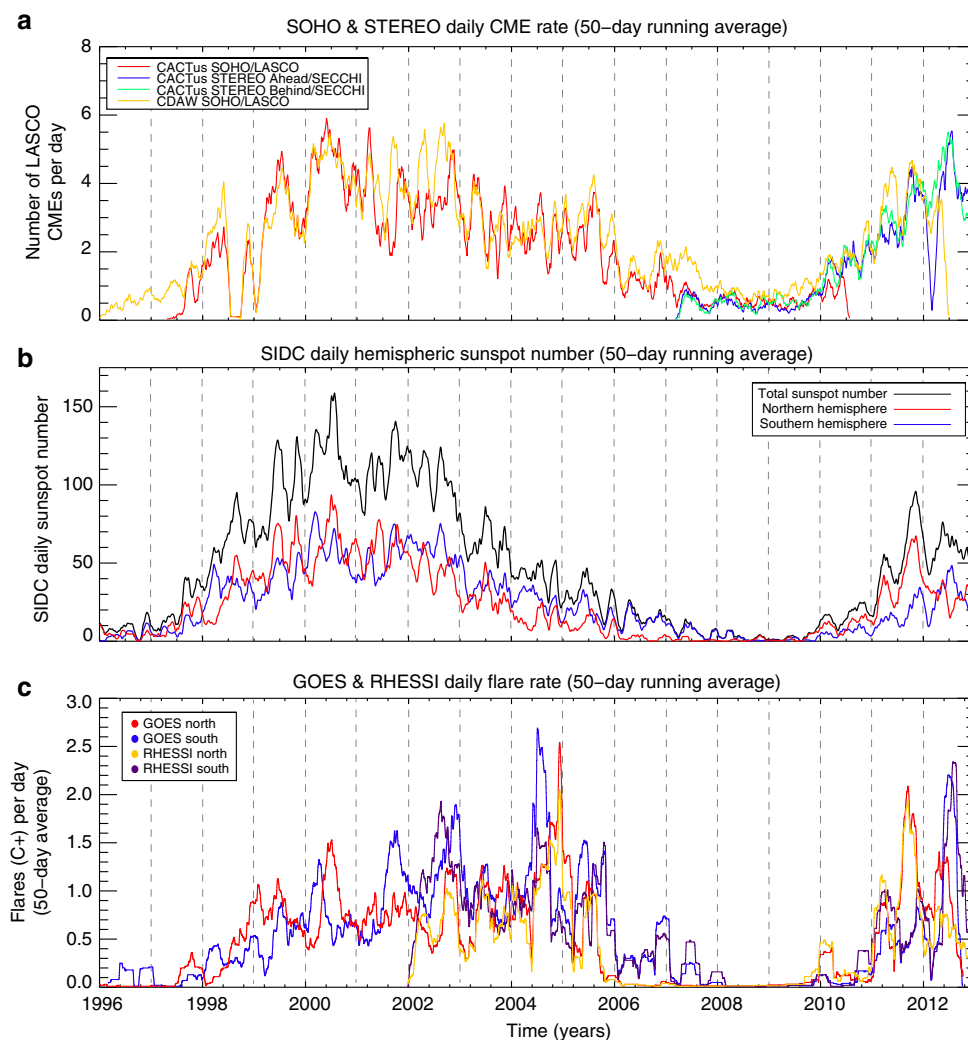 a
SOHO & STEREO daily CME rate (50−day running average)
Number of LASCO
CMEs per day
8
6
4
2
0
CACTus SOHO/LASCO
CACTus STEREO Ahead/SECCHI
CACTus STEREO Behind/SECCHI
CDAW SOHO/LASCO
b
SIDC daily hemispheric sunspot number (50−day running average)
SIDC daily sunspot number
150
100
50
0
Total sunspot number
Northern hemisphere
Southern hemisphere
c
GOES & RHESSI daily flare rate (50−day running average)
Flares (C+) per day
(50−day average)
3.0
2.5
2.0
1.5
1.0
0.5
0.0
GOES north
GOES south
RHESSI north
RHESSI south
1996 1998 2000 2002 2004 2006 2008 2010 2012
Time (years)